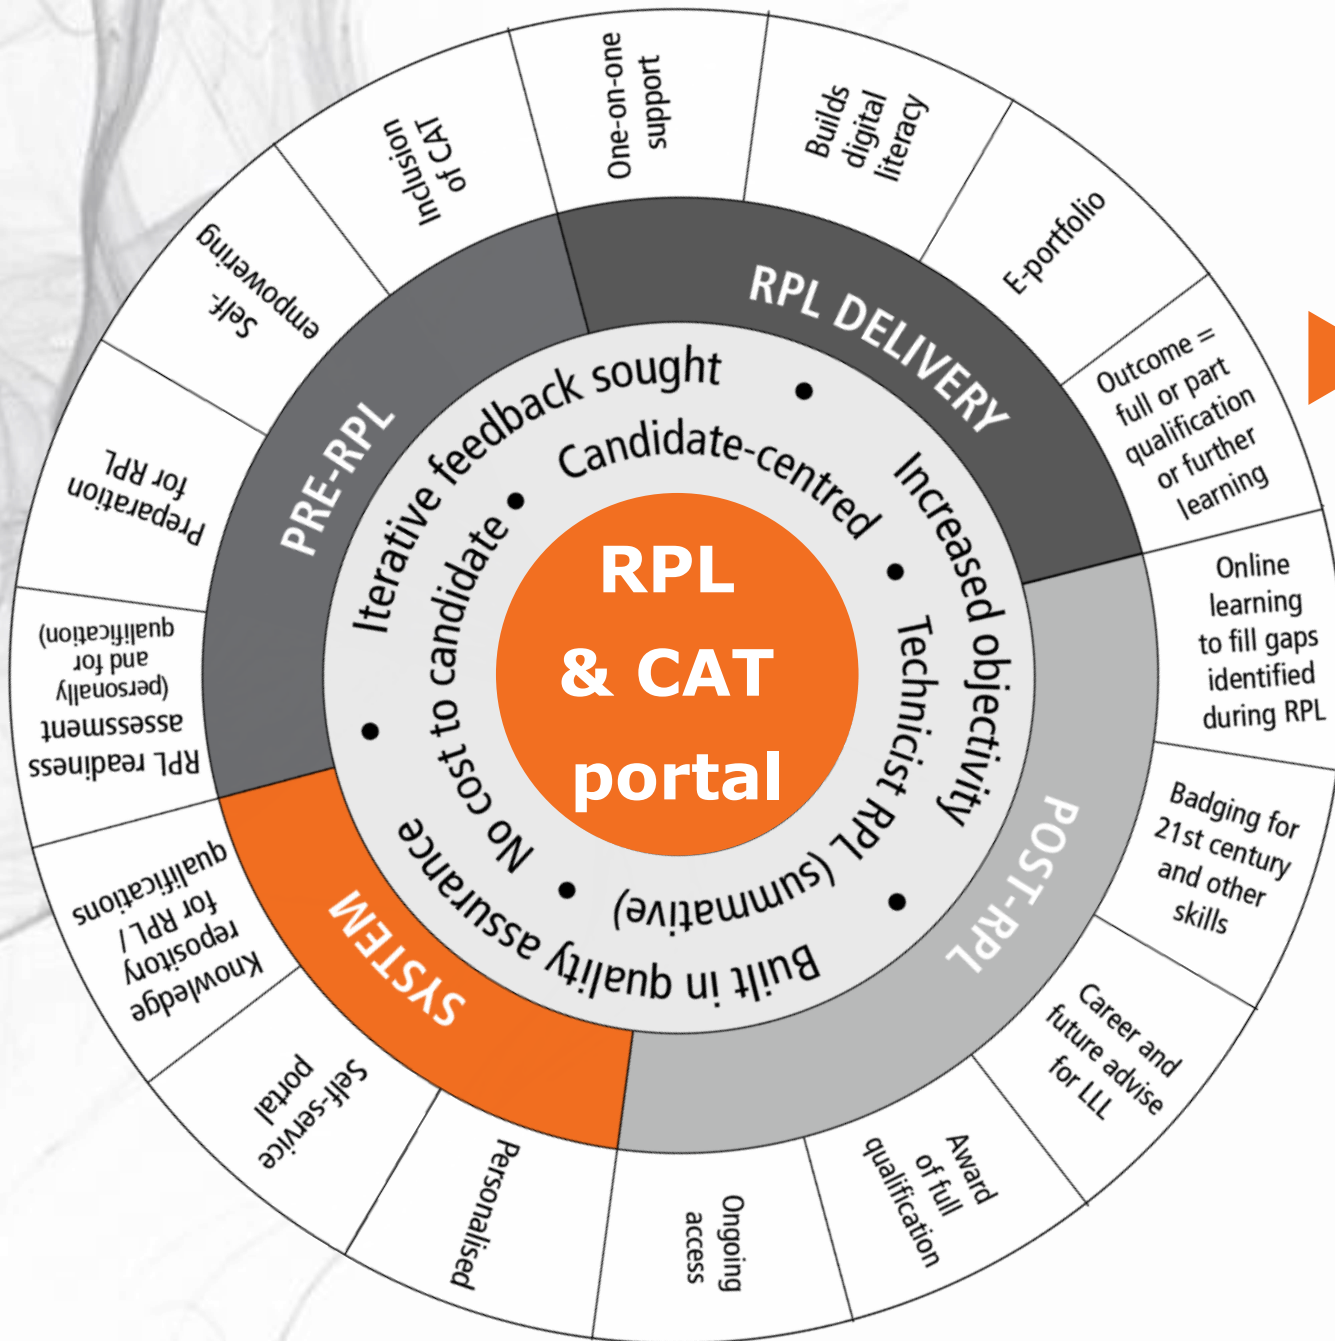 RPL
& CAT
portal
Candidate-centred
Technicist RPL (summative)
No cost to candidate
Iterative feedback sought
Increased objectivity
Built in quality assurance
PRE-RPL
RPL DELIVERY
POST-RPL
SYSTEM
RPL readiness
assessment
(personally
and for
qualification)
Preparation
for RPL
Self-
empowering
Inclusion
of CAT
One-on-one
support
Builds
digital
literacy
E-portfolio
Outcome =
full or part
qualification
or further
learning
Online
learning
to fill gaps
identified
during RPL
Badging for
21st century
and other
skills
Career and
future advise
for LLL
Award
of full
qualification
Ongoing
access
Personalised
Self-service
portal
Knowledge
repository
for RPL /
qualifications